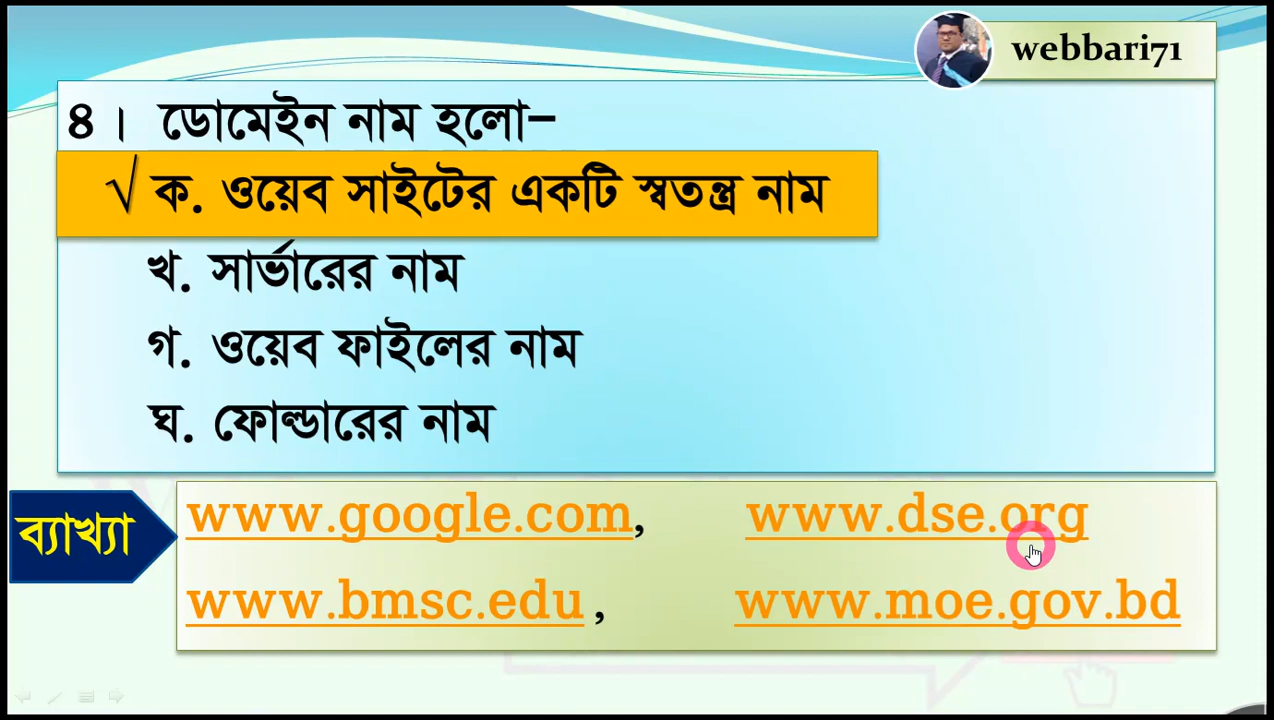 webbari71
৪। ডোমেইন নাম হলো–
√ ক. ওয়েব সাইটের একটি স্বতন্ত্র নাম
খ. সার্ভারের নাম
গ. ওয়েব ফাইলের নাম
ঘ. ফোল্ডারের নাম
ব্যাখ্যা
www.google.com, www.dse.org
www.bmsc.edu , www.moe.gov.bd